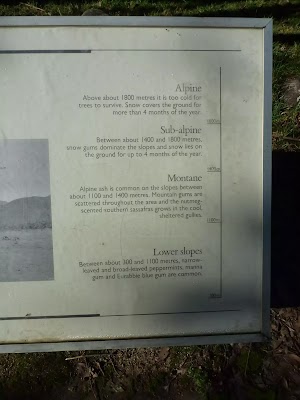 Alpine
Above about 1800 metres it is too cold for
trees to survive. Snow covers the ground for
more than 4 months of the year.
Sub-alpine
Between about 1400 and 1800 metres,
snow gums dominate the slopes and snow lies on
the ground for up to 4 months of the year.
Montane
Alpine ash is common on the slopes between
about 1100 and 1400 metres. Mountain gums are
scattered throughout the area and the nutmeg-
scented southern sassafras grows in the cool,
sheltered gullies.
Lower slopes
Between about 300 and 1100 metres, narrow-
leaved and broad-leaved peppermints, manna
gum and Eurabbie blue gum are common.